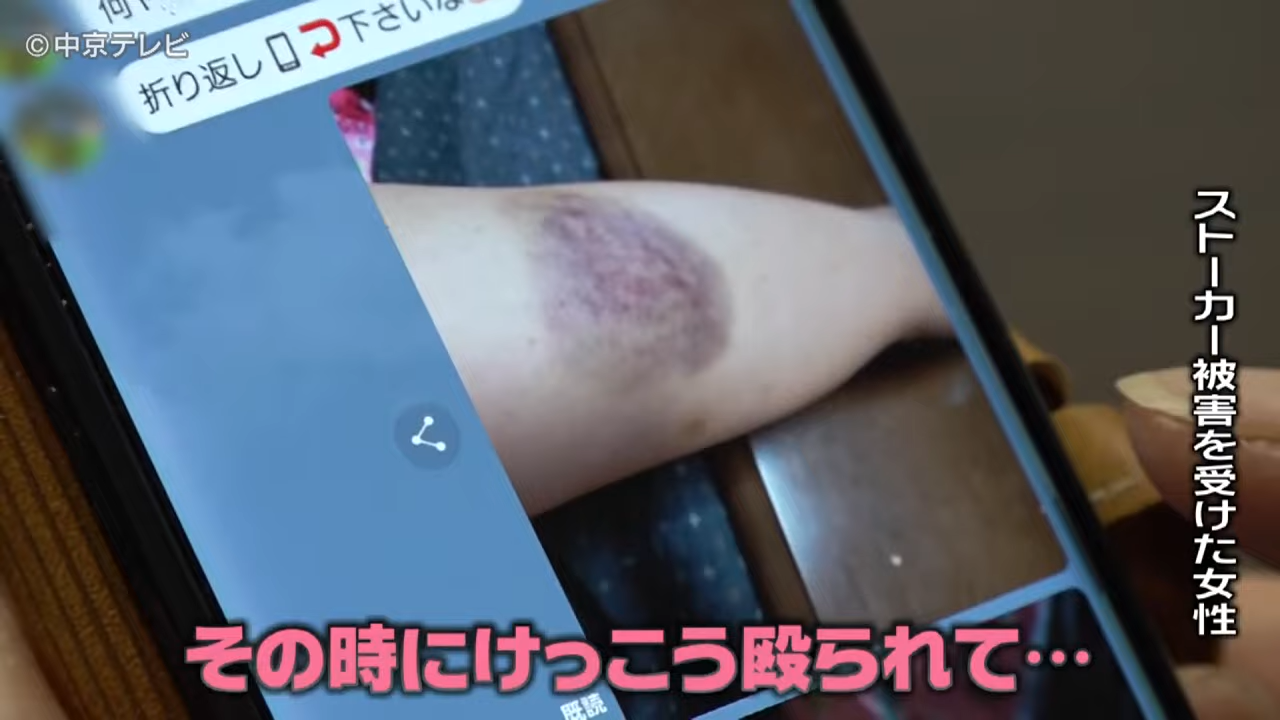 ©中京テレビ
折り返し📱⤵下さいな
ストーカー被害を受けた女性
その時にけっこう殴られて…
既読